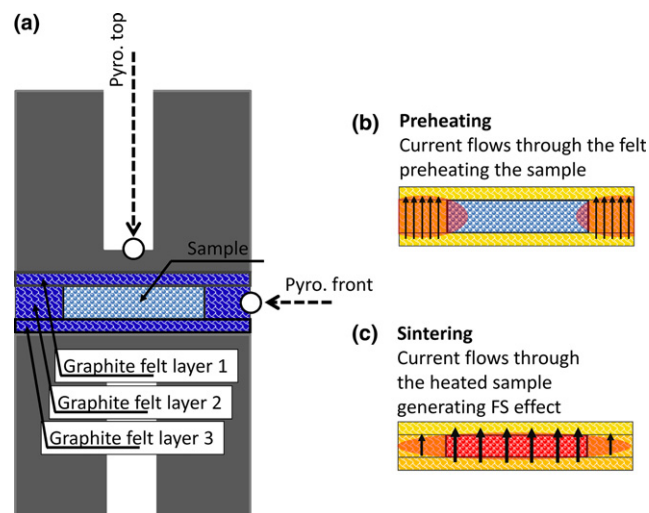 (a)
Pyro. top
Sample
Pyro. front
Graphite felt layer 1
Graphite felt layer 2
Graphite felt layer 3
(b) Preheating
Current flows through the felt
preheating the sample
(c) Sintering
Current flows through
the heated sample
generating FS effect